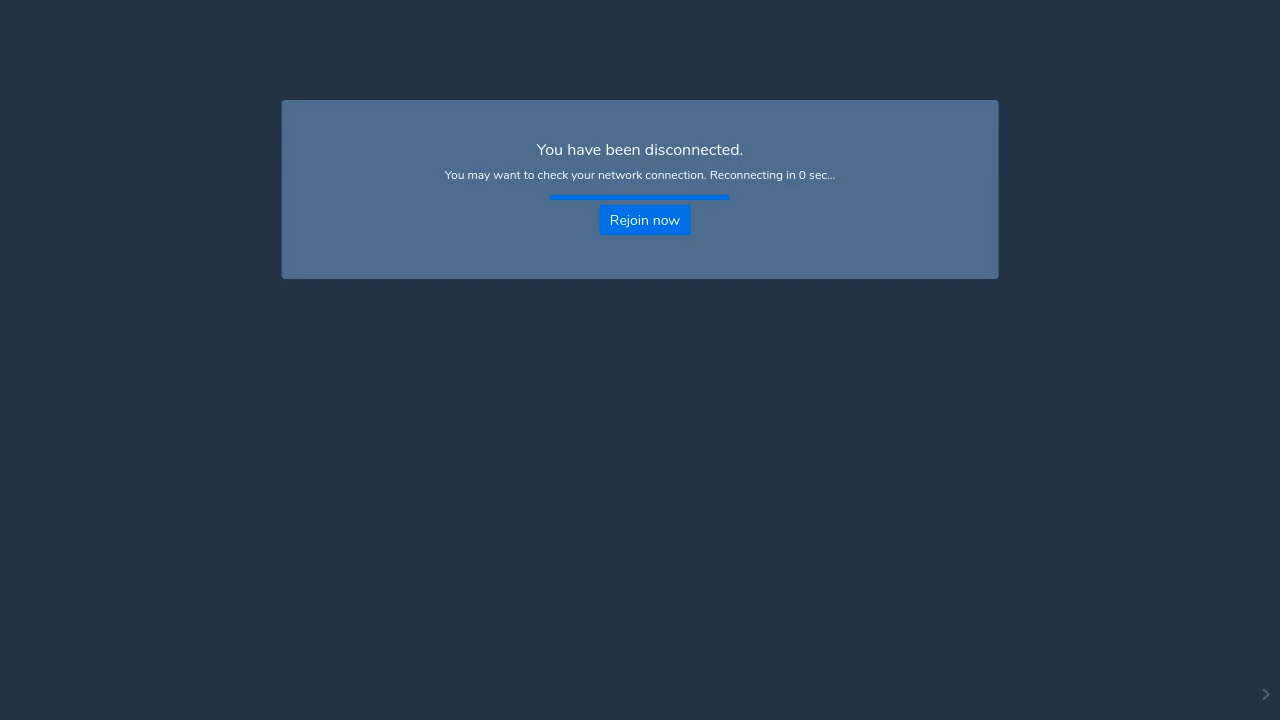 You have been disconnected.
You may want to check your network connection. Reconnecting in 0 sec...
Rejoin now